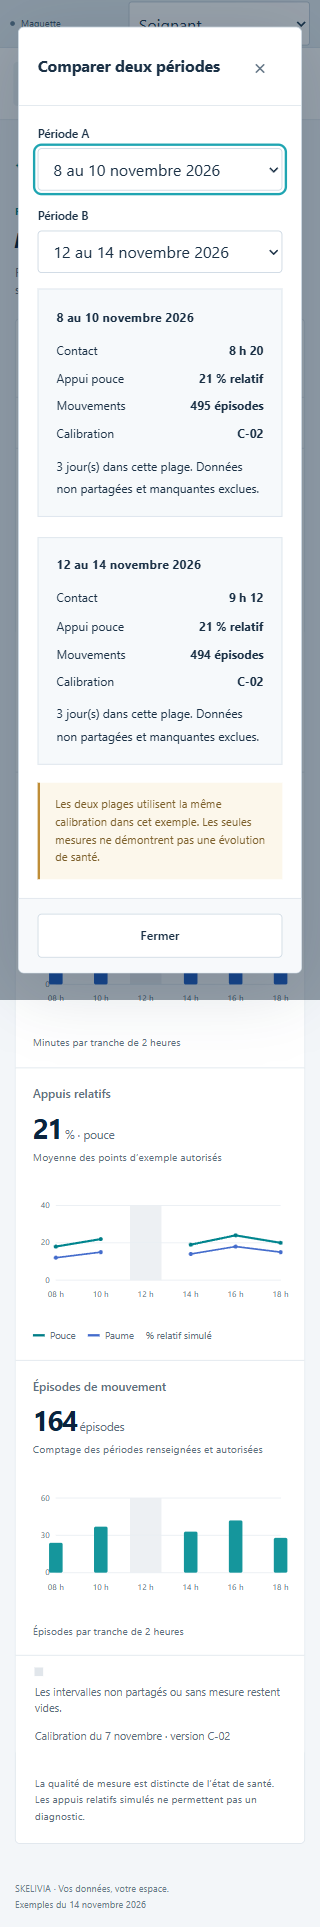 Maquette
Soignant
Comparer deux périodes
×
Période A
8 au 10 novembre 2026
Période B
12 au 14 novembre 2026
8 au 10 novembre 2026
Contact 8 h 20
Appui pouce 21 % relatif
Mouvements 495 épisodes
Calibration C-02
3 jour(s) dans cette plage. Données
non partagées et manquantes exclues.
12 au 14 novembre 2026
Contact 9 h 12
Appui pouce 21 % relatif
Mouvements 494 épisodes
Calibration C-02
3 jour(s) dans cette plage. Données
non partagées et manquantes exclues.
Les deux plages utilisent la même
calibration dans cet exemple. Les seules
mesures ne démontrent pas une évolution
de santé.
Fermer
0
08 h 10 h 12 h 14 h 16 h 18 h
Minutes par tranche de 2 heures
Appuis relatifs
21 % · pouce
Moyenne des points d’exemple autorisés
40
20
0
08 h 10 h 12 h 14 h 16 h 18 h
Pouce Paume % relatif simulé
Épisodes de mouvement
164 épisodes
Comptage des périodes renseignées et autorisées
60
30
0
08 h 10 h 12 h 14 h 16 h 18 h
Épisodes par tranche de 2 heures
Les intervalles non partagés ou sans mesure restent
vides.
Calibration du 7 novembre · version C-02
La qualité de mesure est distincte de l’état de santé.
Les appuis relatifs simulés ne permettent pas un
diagnostic.
SKELIVIA · Vos données, votre espace.
Exemples du 14 novembre 2026